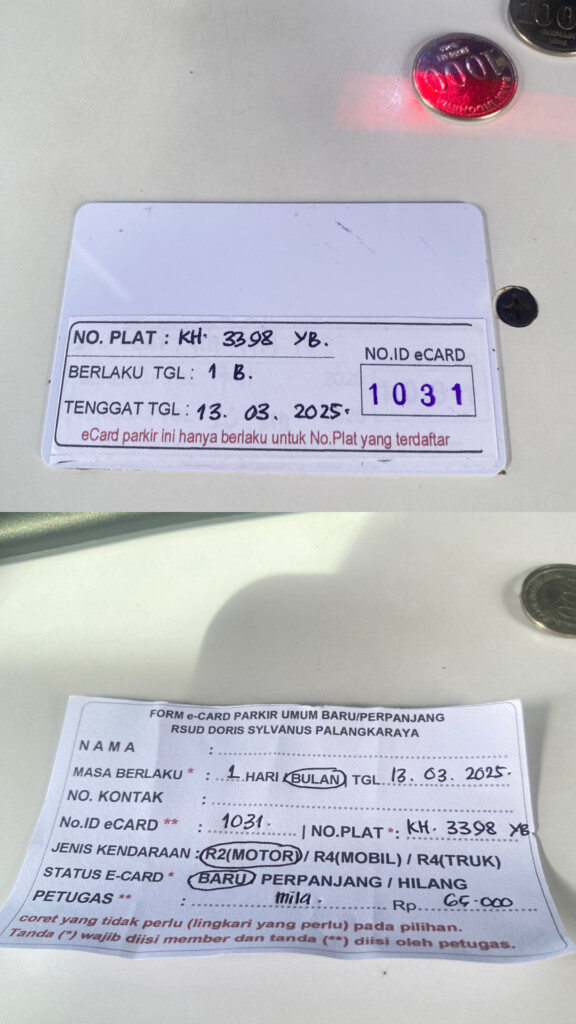 1000
NO. PLAT : KH. 3398 YB.
BERLAKU TGL : 1 B.
NO.ID eCARD
1031
TENGGAT TGL : 13. 03. 2025.
eCard parkir ini hanya berlaku untuk No.Plat yang terdaftar
FORM e-CARD PARKIR UMUM BARU/PERPANJANG
RSUD DORIS SYLVANUS PALANGKARAYA
NAMA :
MASA BERLAKU * : 1 HARI / BULAN TGL 13. 03. 2025.
NO. KONTAK :
No.ID eCARD ** : 1031. | NO.PLAT *: KH. 3398 YB
JENIS KENDARAAN : R2(MOTOR) / R4(MOBIL) / R4(TRUK)
STATUS E-CARD * BARU / PERPANJANG / HILANG
PETUGAS ** : mila. Rp 65.000
coret yang tidak perlu (lingkari yang perlu) pada pilihan.
Tanda (*) wajib diisi member dan tanda (**) diisi oleh petugas.